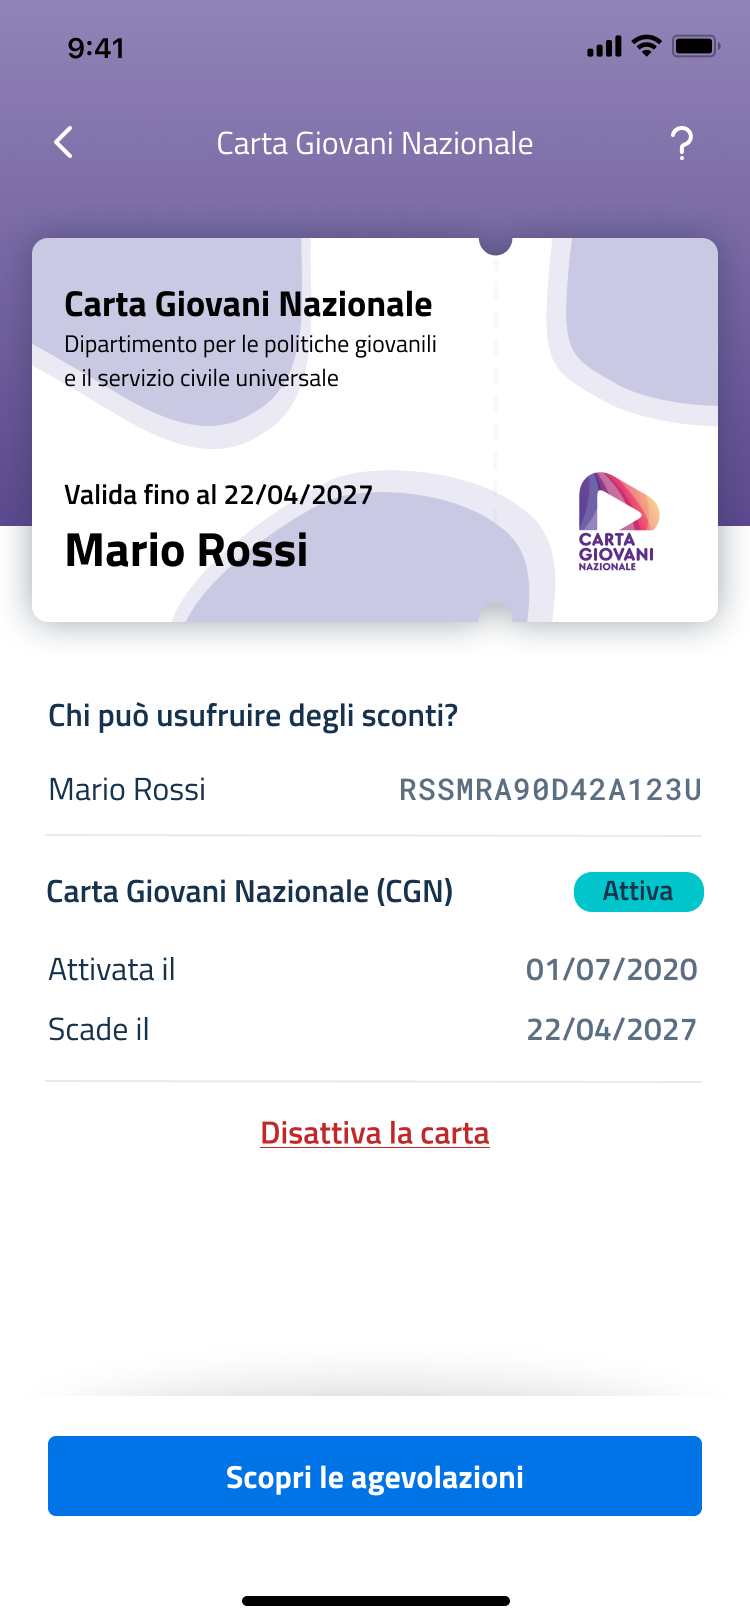 9:41
Carta Giovani Nazionale
Carta Giovani Nazionale
Dipartimento per le politiche giovanili
e il servizio civile universale
Valida fino al 22/04/2027
Mario Rossi
CARTA
GIOVANI
NAZIONALE
Chi può usufruire degli sconti?
Mario Rossi RSSMRA90D42A123U
Carta Giovani Nazionale (CGN) Attiva
Attivata il 01/07/2020
Scade il 22/04/2027
Disattiva la carta
Scopri le agevolazioni